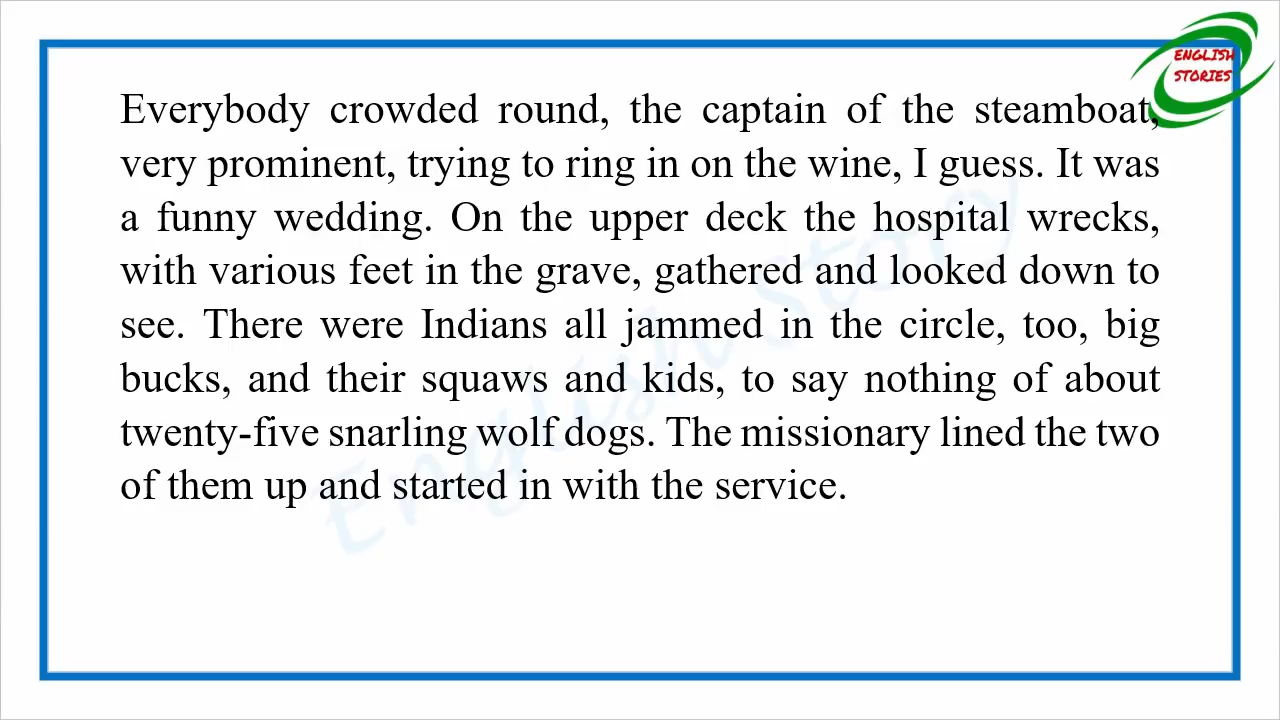 ENGLISH
STORIES
Everybody crowded round, the captain of the steamboat,
very prominent, trying to ring in on the wine, I guess. It was
a funny wedding. On the upper deck the hospital wrecks,
with various feet in the grave, gathered and looked down to
see. There were Indians all jammed in the circle, too, big
bucks, and their squaws and kids, to say nothing of about
twenty-five snarling wolf dogs. The missionary lined the two
of them up and started in with the service.
English Story